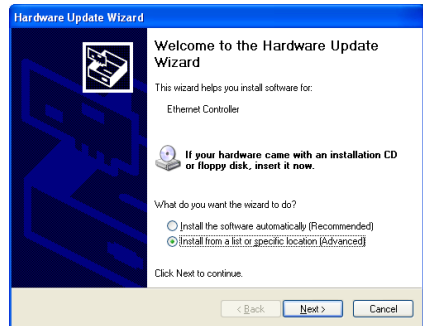 Hardware Update Wizard
Welcome to the Hardware Update
Wizard
This wizard helps you install software for:
Ethernet Controller
If your hardware came with an installation CD
or floppy disk, insert it now.
What do you want the wizard to do?
Install the software automatically (Recommended)
Install from a list or specific location (Advanced)
Click Next to continue.
< Back
Next >
Cancel